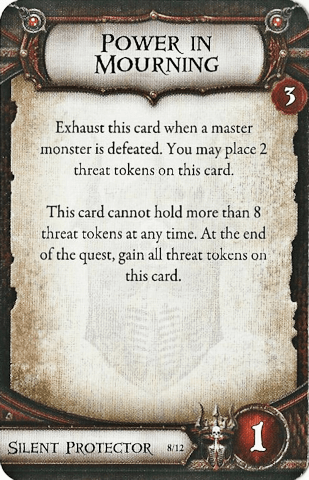 POWER IN
MOURNING
3
Exhaust this card when a master
monster is defeated. You may place 2
threat tokens on this card.
This card cannot hold more than 8
threat tokens at any time. At the end
of the quest, gain all threat tokens on
this card.
SILENT PROTECTOR 8/12
1